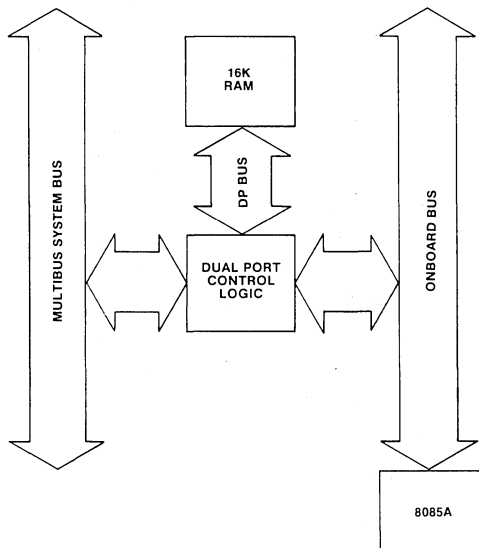 16K
RAM
MULTIBUS SYSTEM BUS
DP BUS
ONBOARD BUS
DUAL PORT
CONTROL
LOGIC
8085A